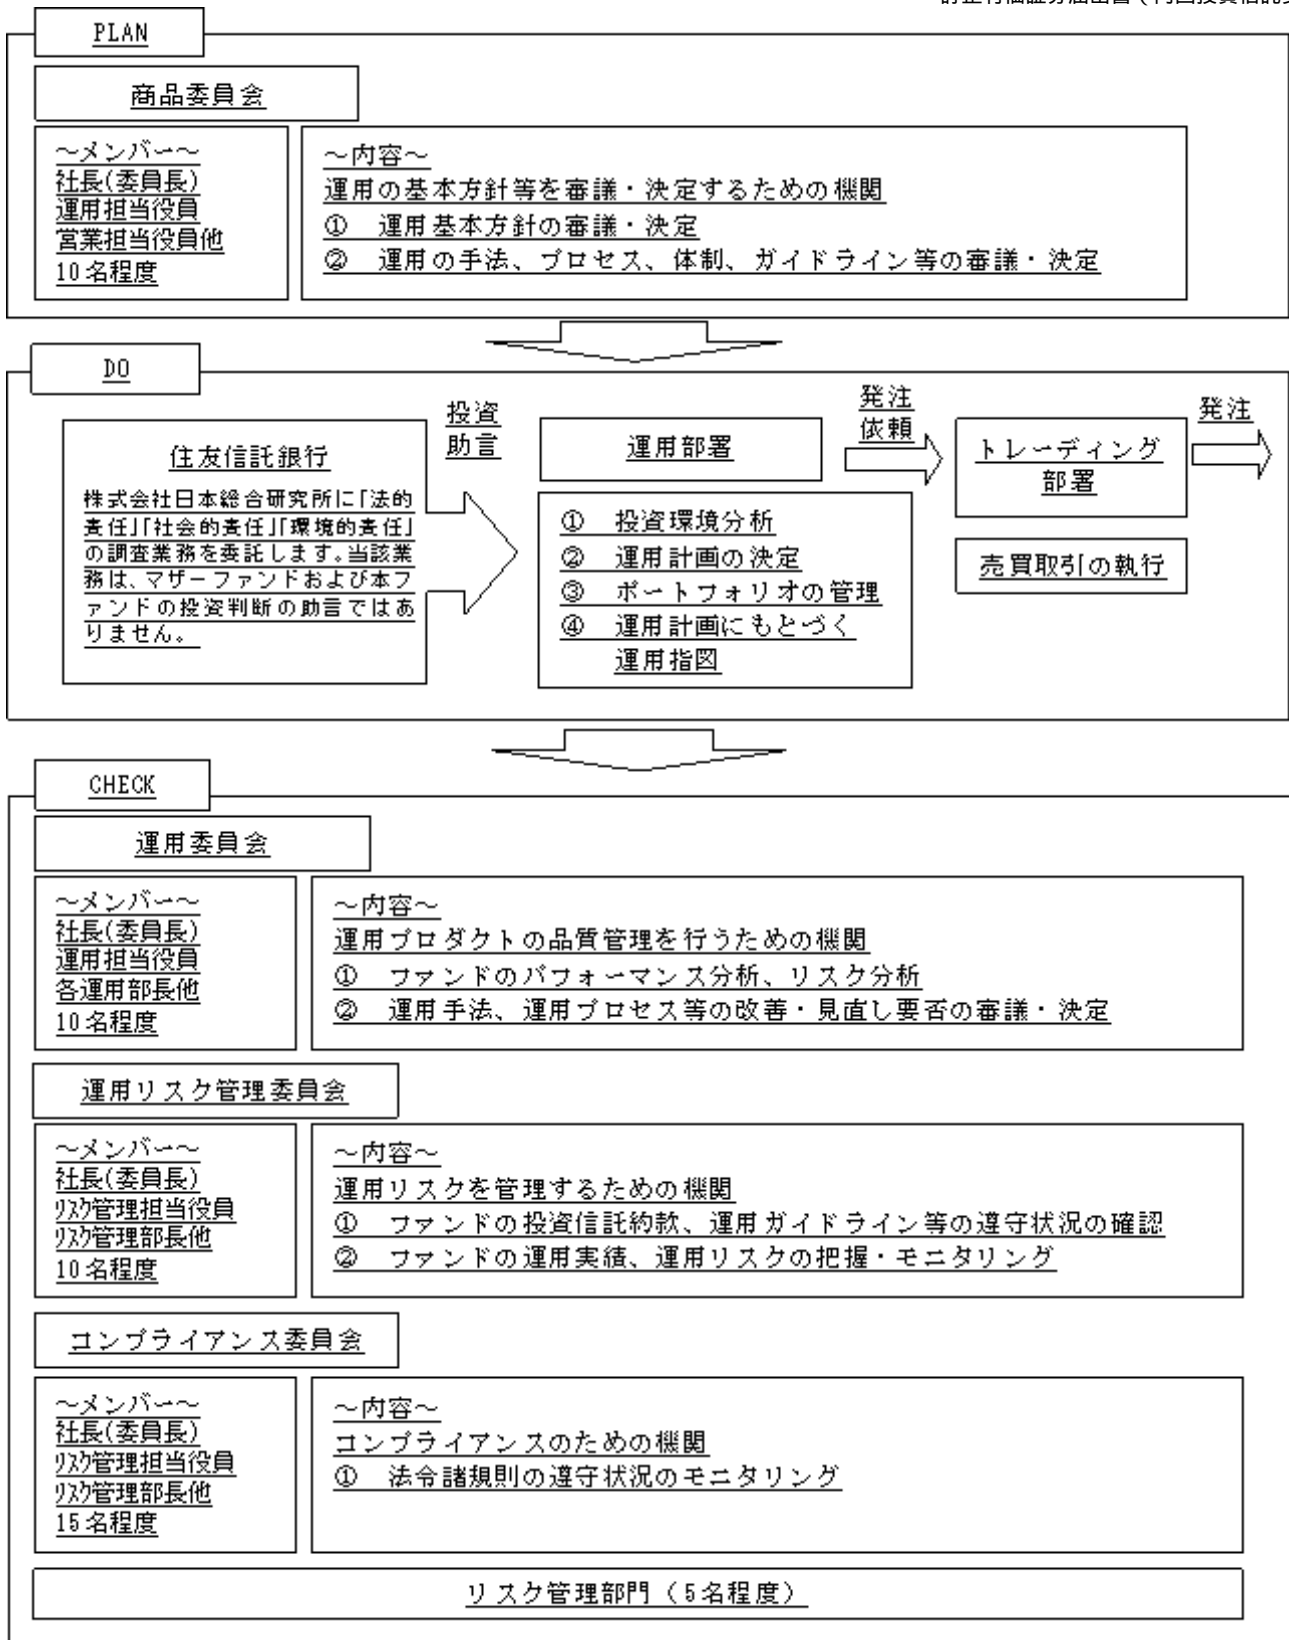 PLAN
商品委員会
～メンバー～
社長(委員長)
運用担当役員
営業担当役員他
10名程度
～内容～
運用の基本方針等を審議・決定するための機関
① 運用基本方針の審議・決定
② 運用の手法、プロセス、体制、ガイドライン等の審議・決定
DO
住友信託銀行
株式会社日本総合研究所に「法的
責任」「社会的責任」「環境的責任」
の調査業務を委託します。当該業
務は、マザーファンドおよび本フ
ァンドの投資判断の助言ではあ
りません。
投資
助言
運用部署
① 投資環境分析
② 運用計画の決定
③ ポートフォリオの管理
④ 運用計画にもとづく
運用指図
発注
依頼
トレーディング
部署
売買取引の執行
発注
CHECK
運用委員会
～メンバー～
社長(委員長)
運用担当役員
各運用部長他
10名程度
～内容～
運用プロダクトの品質管理を行うための機関
① ファンドのパフォーマンス分析、リスク分析
② 運用手法、運用プロセス等の改善・見直し要否の審議・決定
運用リスク管理委員会
～メンバー～
社長(委員長)
ﾘｽｸ管理担当役員
ﾘｽｸ管理部長他
10名程度
～内容～
運用リスクを管理するための機関
① ファンドの投資信託約款、運用ガイドライン等の遵守状況の確認
② ファンドの運用実績、運用リスクの把握・モニタリング
コンプライアンス委員会
～メンバー～
社長(委員長)
ﾘｽｸ管理担当役員
ﾘｽｸ管理部長他
15名程度
～内容～
コンプライアンスのための機関
① 法令諸規則の遵守状況のモニタリング
リスク管理部門（5名程度）